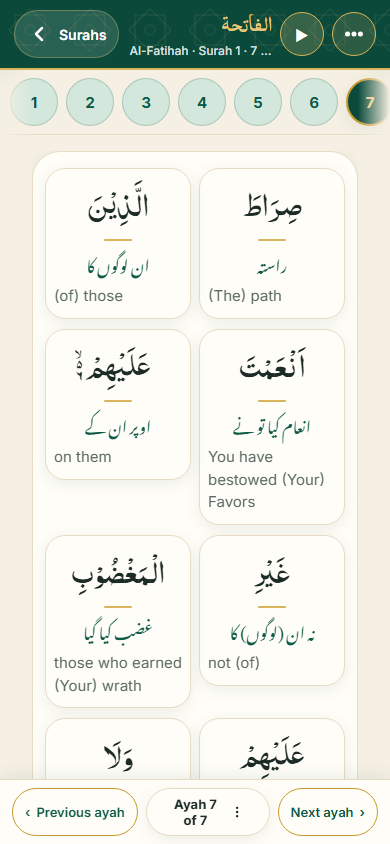 Surahs
الفاتحة
Al-Fatihah · Surah 1 · 7 ...
1 2 3 4 5 6 7
صِرَاطَ
راستہ
(The) path
الَّذِيْنَ
ان لوگوں کا
(of) those
اَنْعَمْتَ
انعام کیا تو نے
You have
bestowed (Your)
Favors
عَلَيْهِمْ
اوپر ان کے
on them
غَيْرِ
نہ ان (لوگوں) کا
not (of)
الْمَغْضُوْبِ
غضب کیا گیا
those who earned
(Your) wrath
عَلَيْهِمْ
وَلَا
‹ Previous ayah
Ayah 7
of 7
Next ayah ›